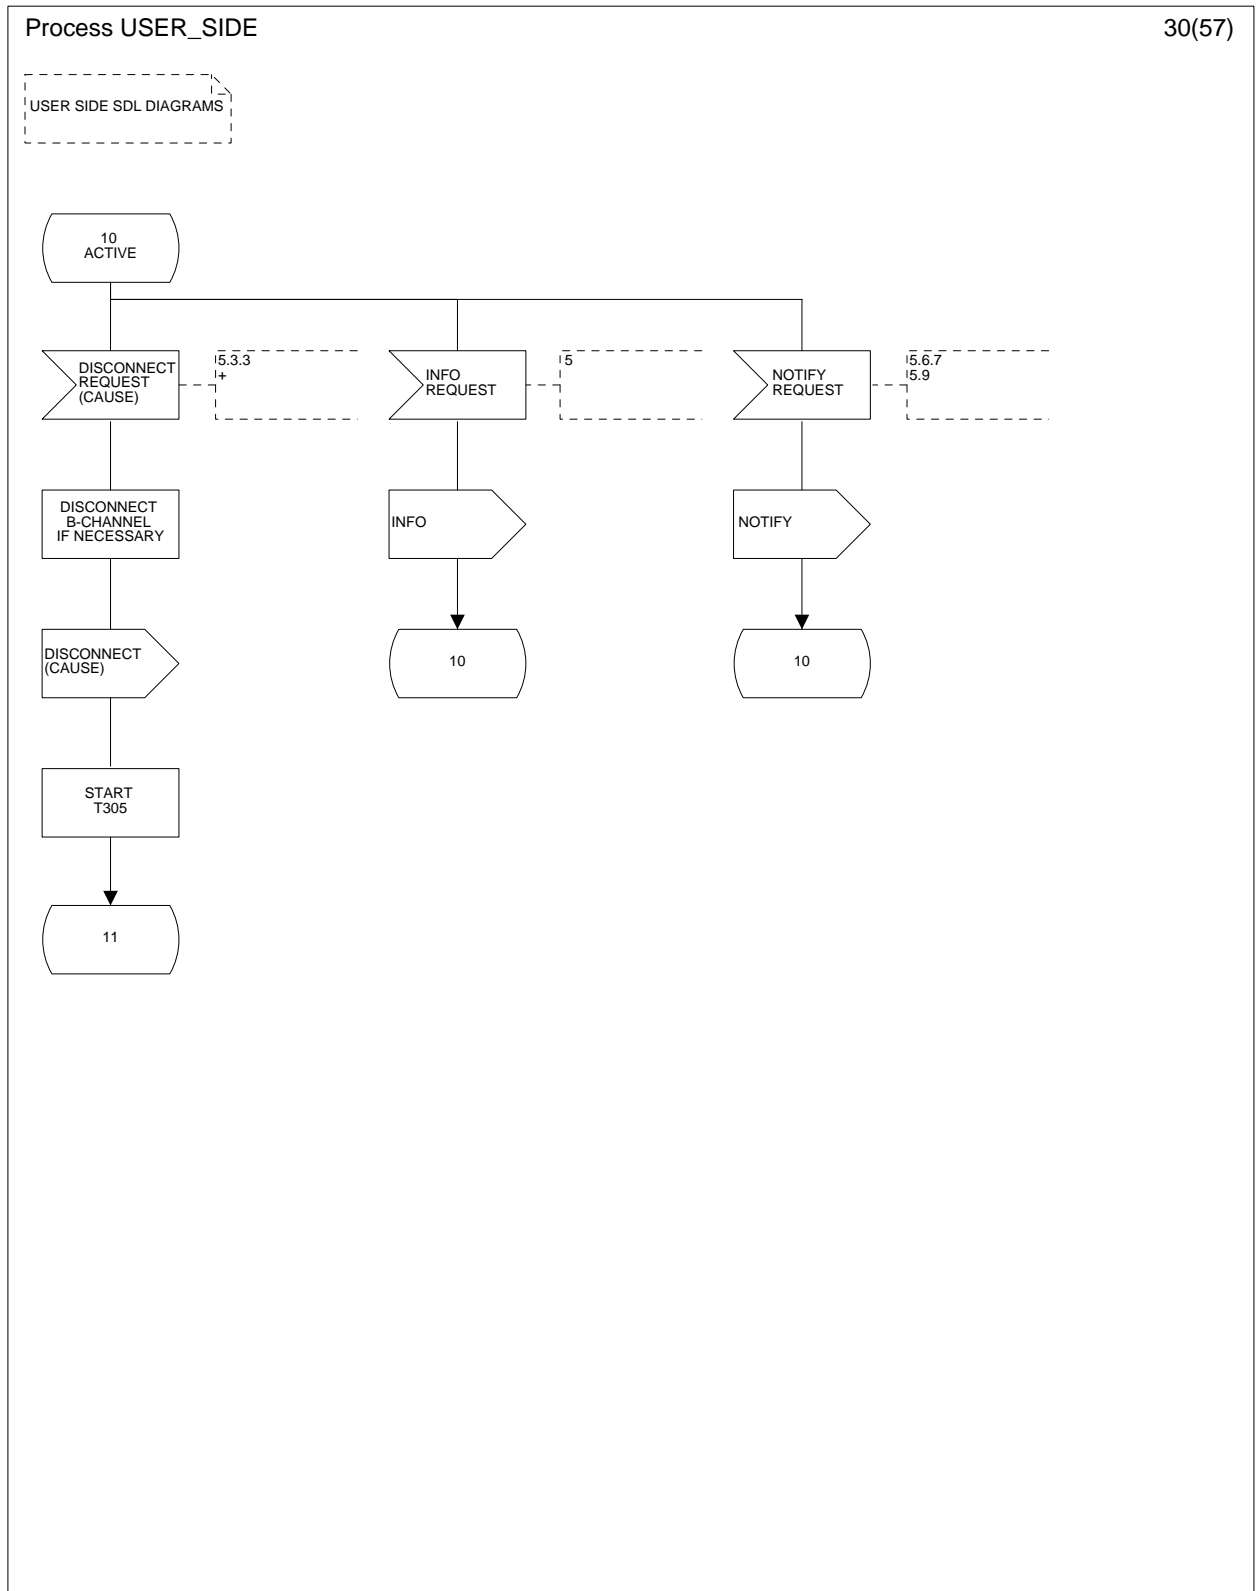 Process USER_SIDE
30(57)
USER SIDE SDL DIAGRAMS
10
ACTIVE
DISCONNECT
REQUEST
(CAUSE)
5.3.3
+
INFO
REQUEST
5
NOTIFY
REQUEST
5.6.7
5.9
DISCONNECT
B-CHANNEL
IF NECESSARY
INFO
NOTIFY
DISCONNECT
(CAUSE)
10
10
START
T305
11